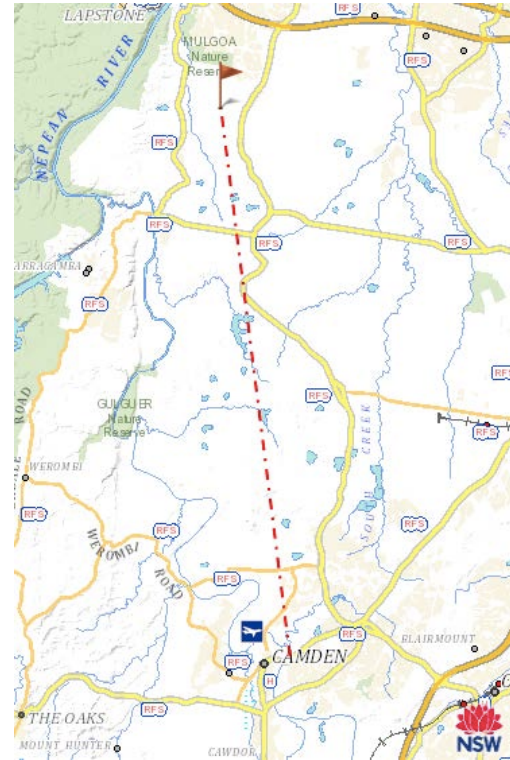 LAPSTONE
RFS
RFS
MULGOA
Nature
Reserve
NEPEAN RIVER
RFS
RFS
RFS
RFS
RFS
ARRAGAMBA
RFS
RFS
RFS
GULGUER
Nature
Reserve
SOUTH CREEK
ROAD
WEROMBI
RFS
RFS
RFS
RFS
WEROMBI
ROAD
RFS
RFS
BLAIRMOUNT
RFS
CAMDEN
H
THE OAKS
RFS
MOUNT HUNTER
CAWDOR
NSW